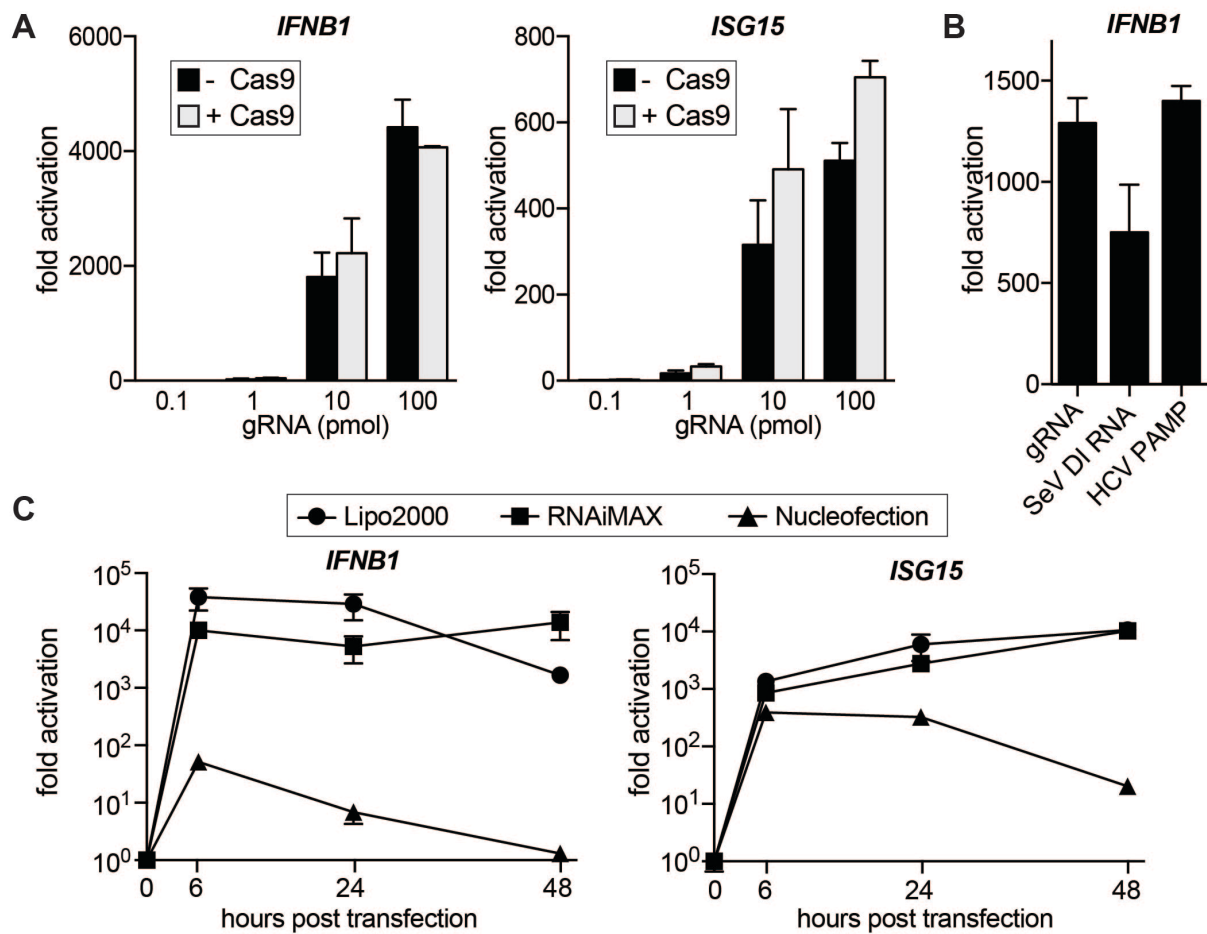 A
IFNB1
fold activation
6000
4000
2000
0
- Cas9
+ Cas9
0.1 1 10 100
gRNA (pmol)
ISG15
fold activation
800
600
400
200
0
- Cas9
+ Cas9
0.1 1 10 100
gRNA (pmol)
B
IFNB1
fold activation
1500
1000
500
0
gRNA
SeV DI RNA
HCV PAMP
C
Lipo2000 RNAiMAX Nucleofection
IFNB1
fold activation
10⁵
10⁴
10³
10²
10¹
10⁰
0 6 24 48
hours post transfection
ISG15
fold activation
10⁵
10⁴
10³
10²
10¹
10⁰
0 6 24 48
hours post transfection